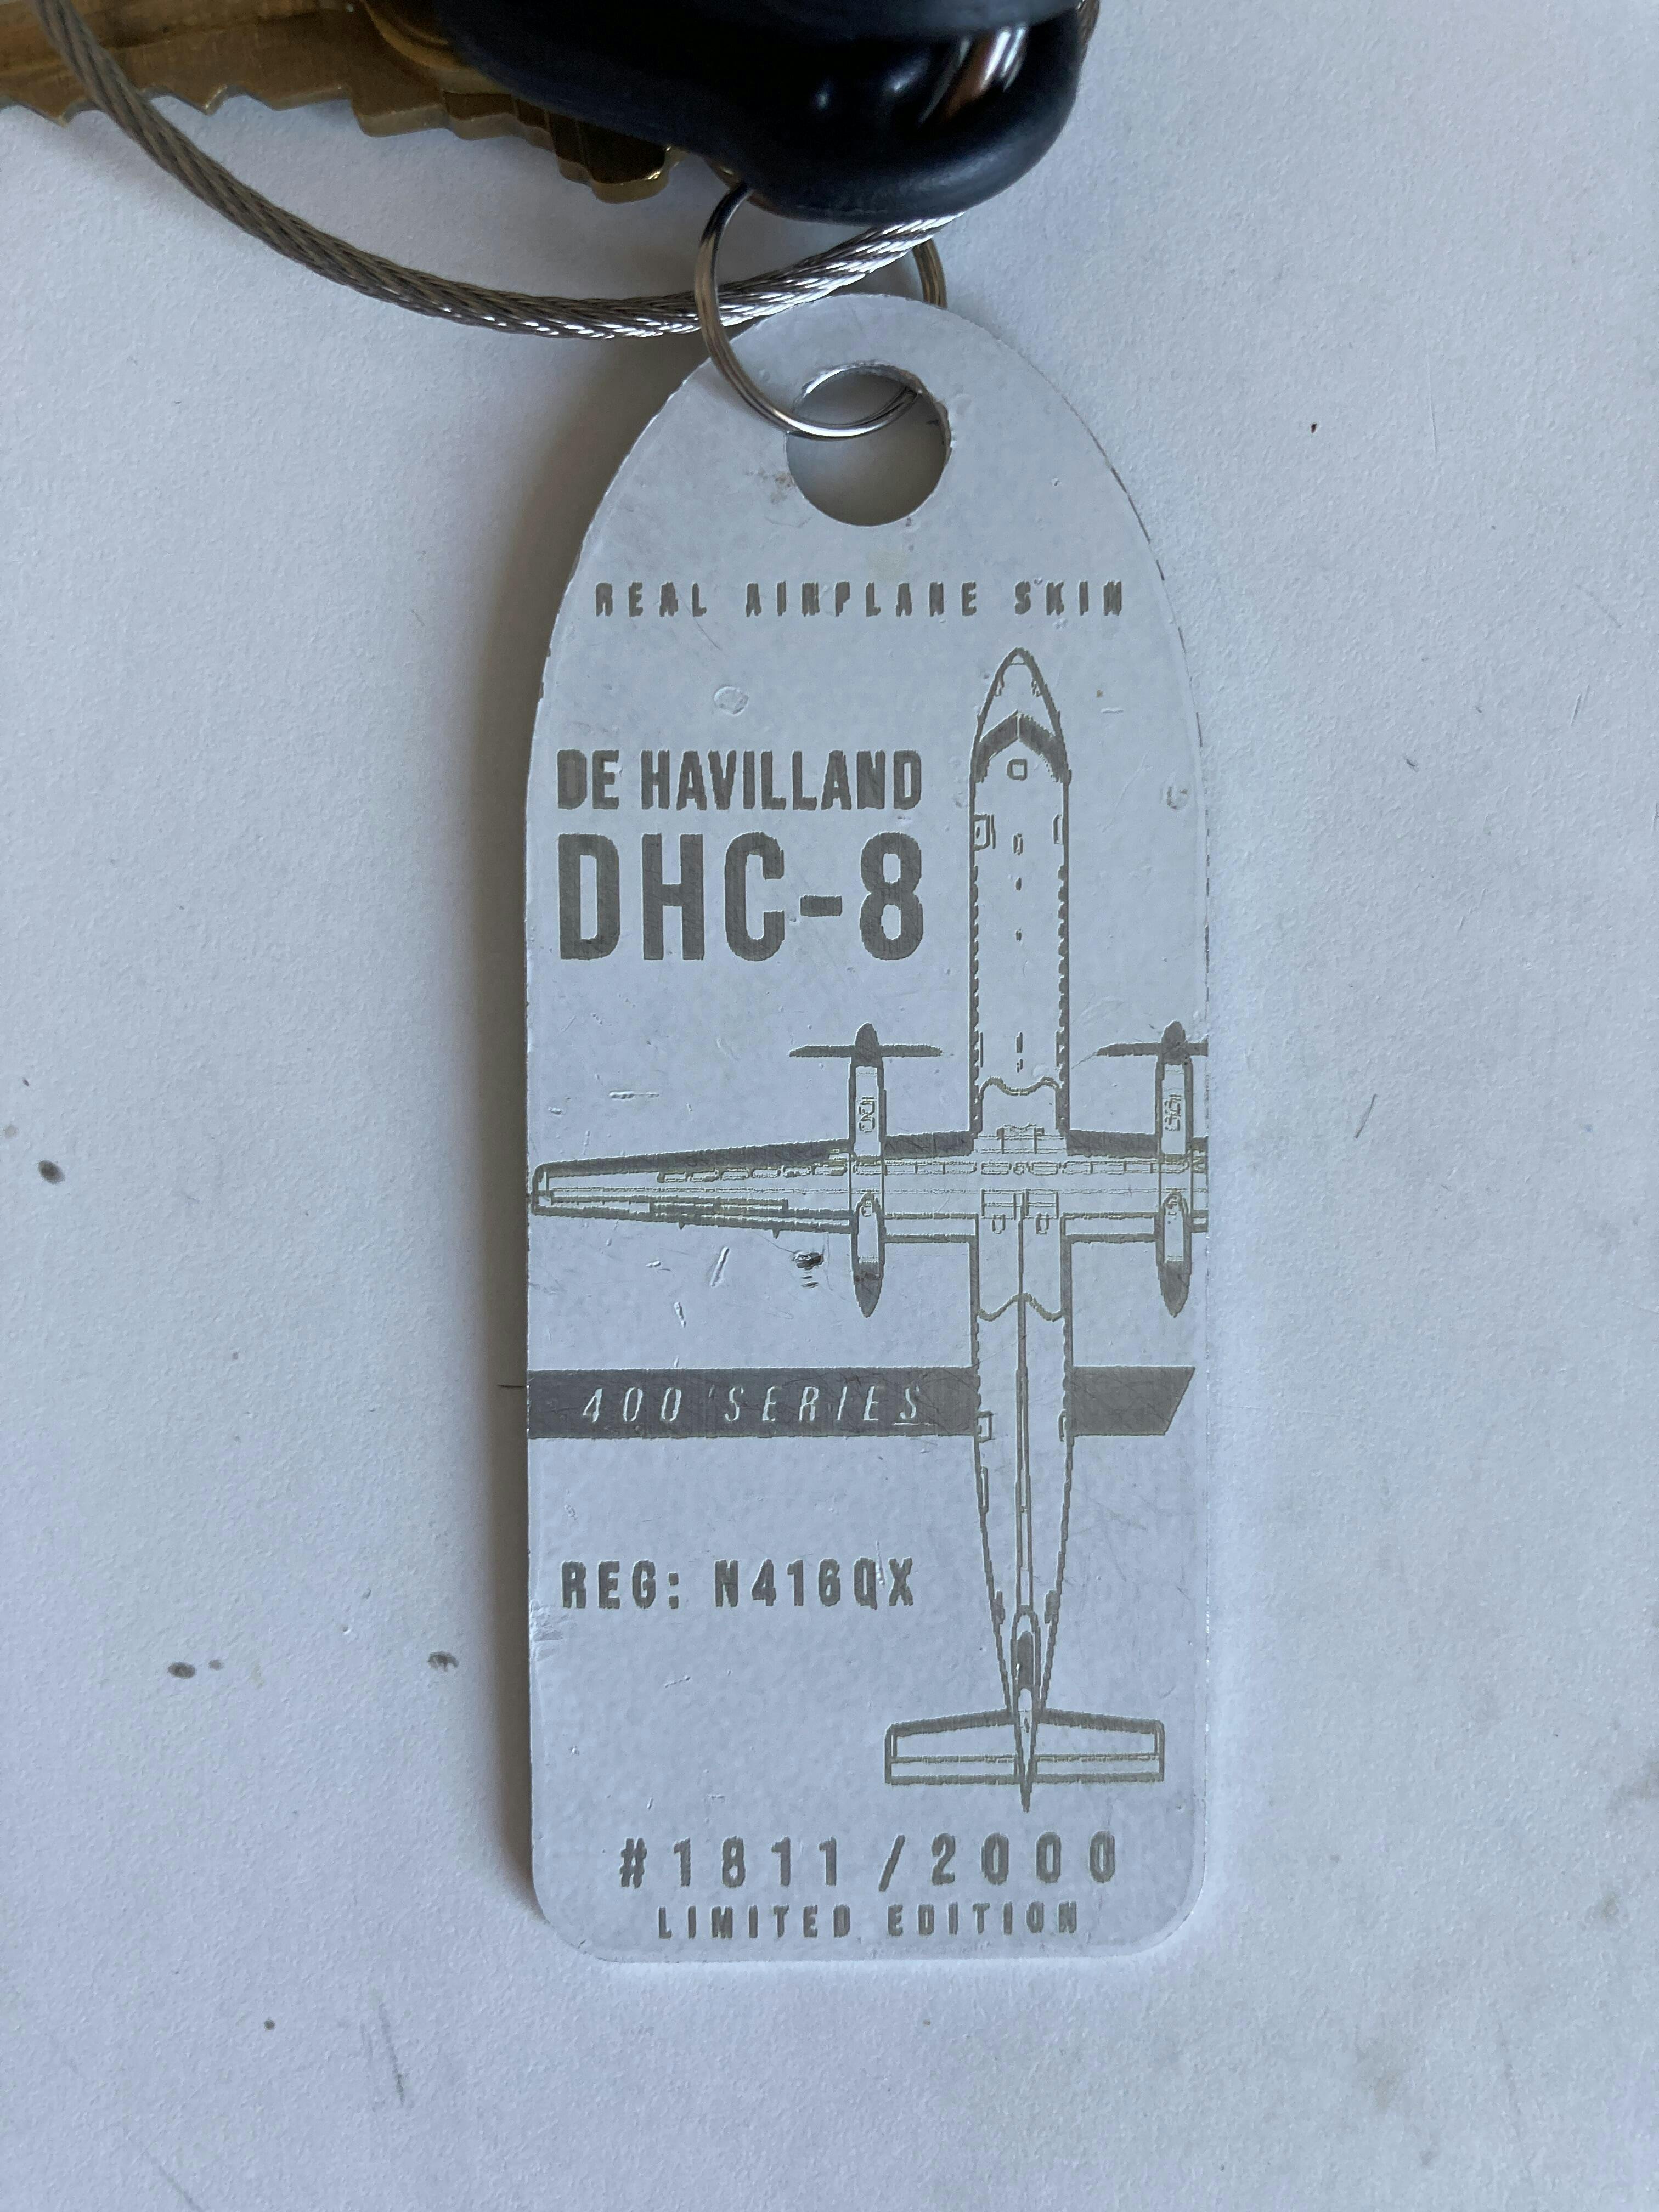 REAL AIRPLANE SKIN
DE HAVILLAND
DHC-8
400 SERIES
REG: N416QX
#1811/2000
LIMITED EDITION